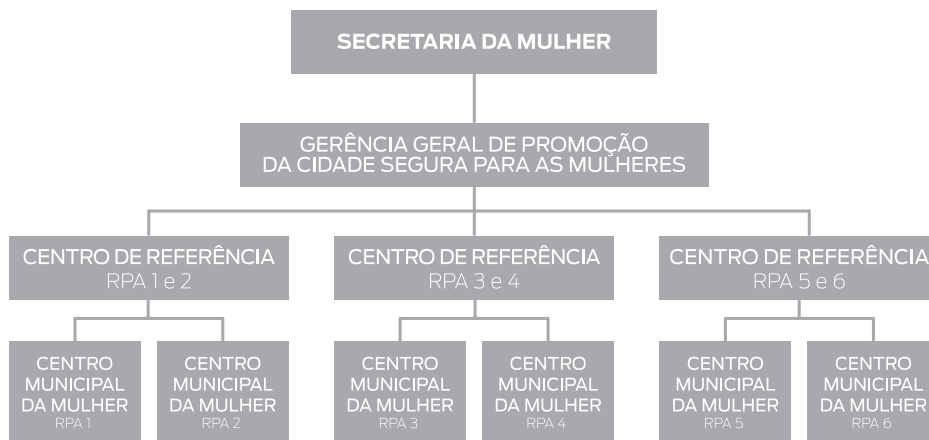 SECRETARIA DA MULHER
GERÊNCIA GERAL DE PROMOÇÃO
DA CIDADE SEGURA PARA AS MULHERES
CENTRO DE REFERÊNCIA
RPA 1 e 2
CENTRO DE REFERÊNCIA
RPA 3 e 4
CENTRO DE REFERÊNCIA
RPA 5 e 6
CENTRO
MUNICIPAL
DA MULHER
RPA 1
CENTRO
MUNICIPAL
DA MULHER
RPA 2
CENTRO
MUNICIPAL
DA MULHER
RPA 3
CENTRO
MUNICIPAL
DA MULHER
RPA 4
CENTRO
MUNICIPAL
DA MULHER
RPA 5
CENTRO
MUNICIPAL
DA MULHER
RPA 6